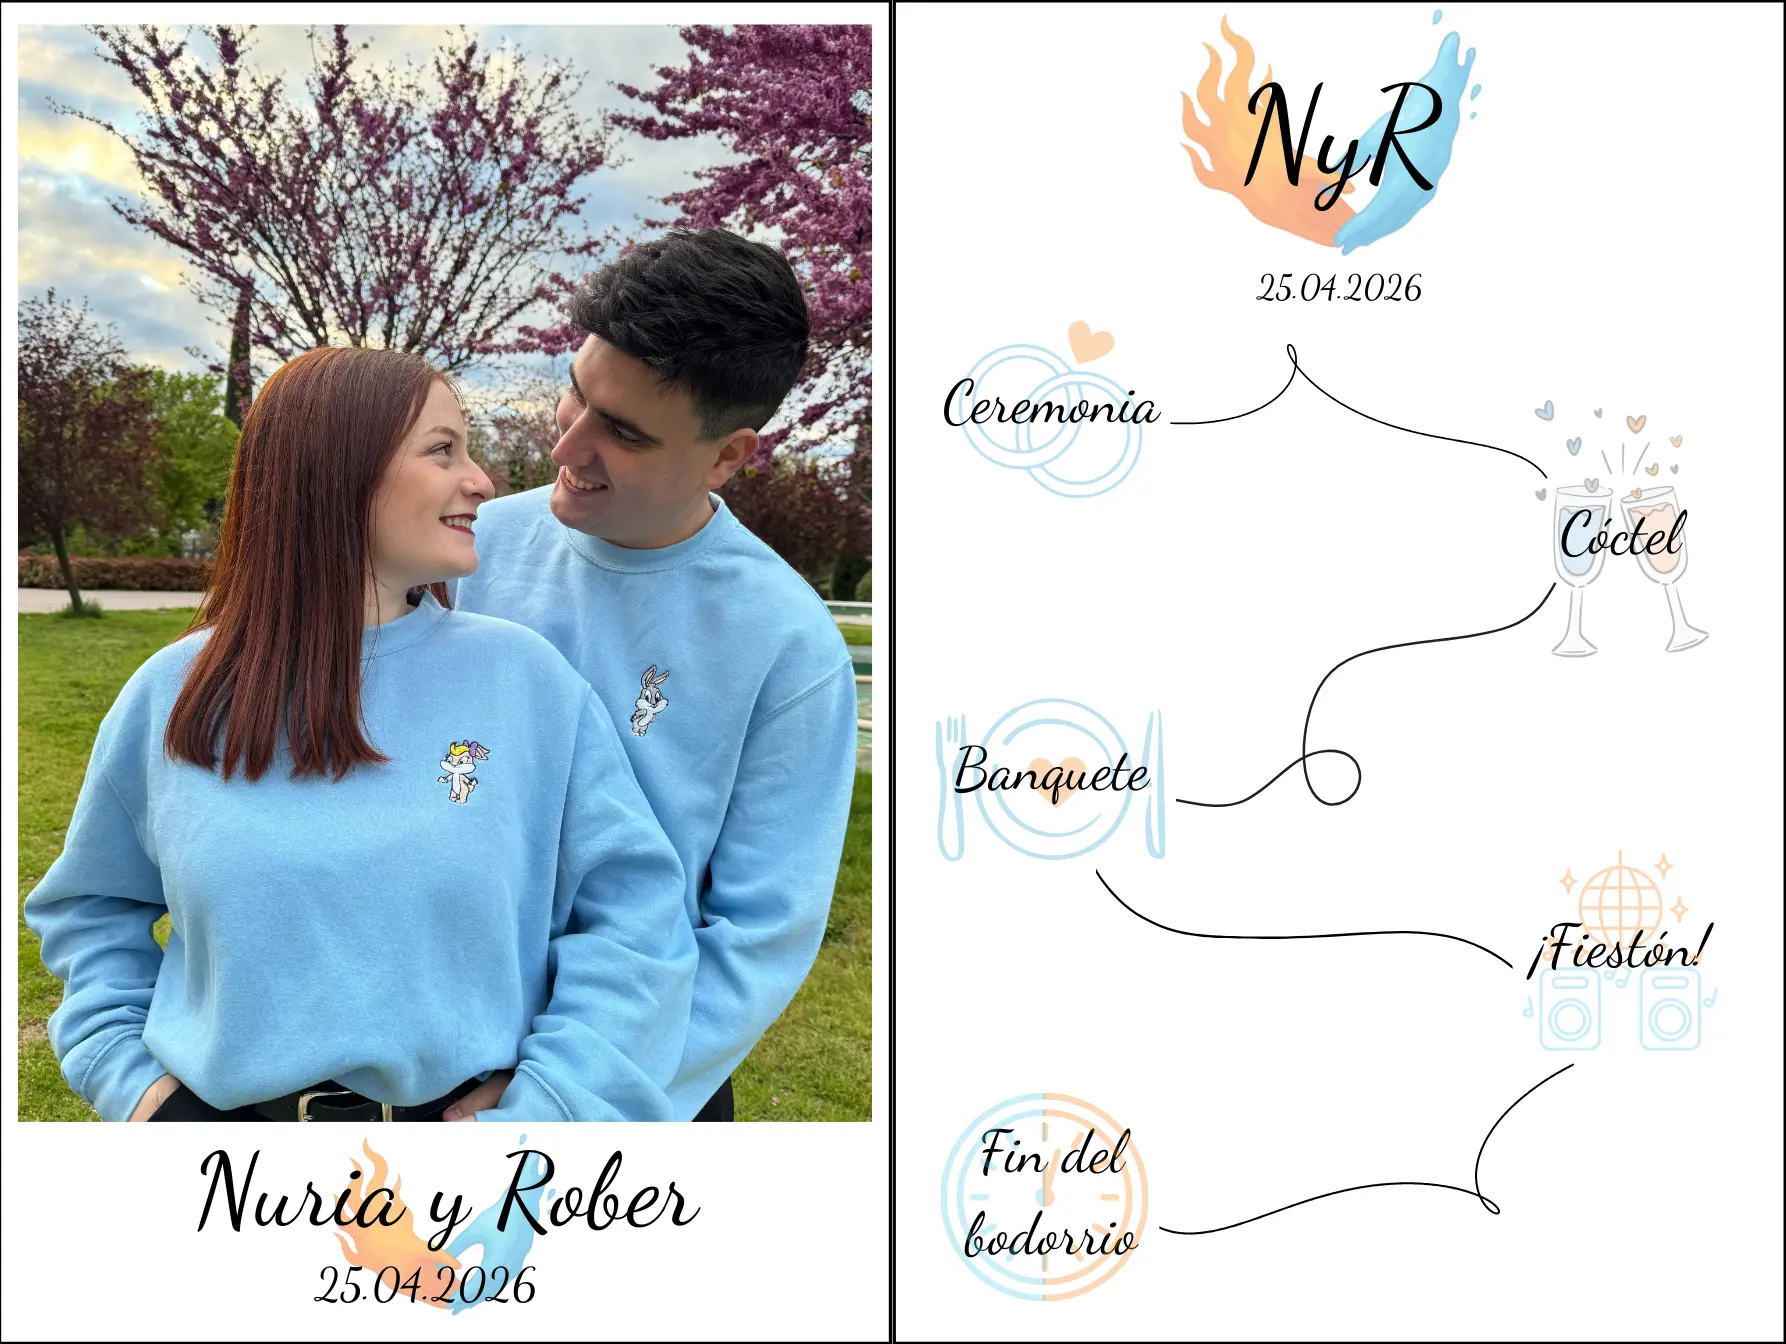 Nuria y Rober
25.04.2026
NyR
25.04.2026
Ceremonia
Cóctel
Banquete
¡Fiestón!
Fin del
bodorrio